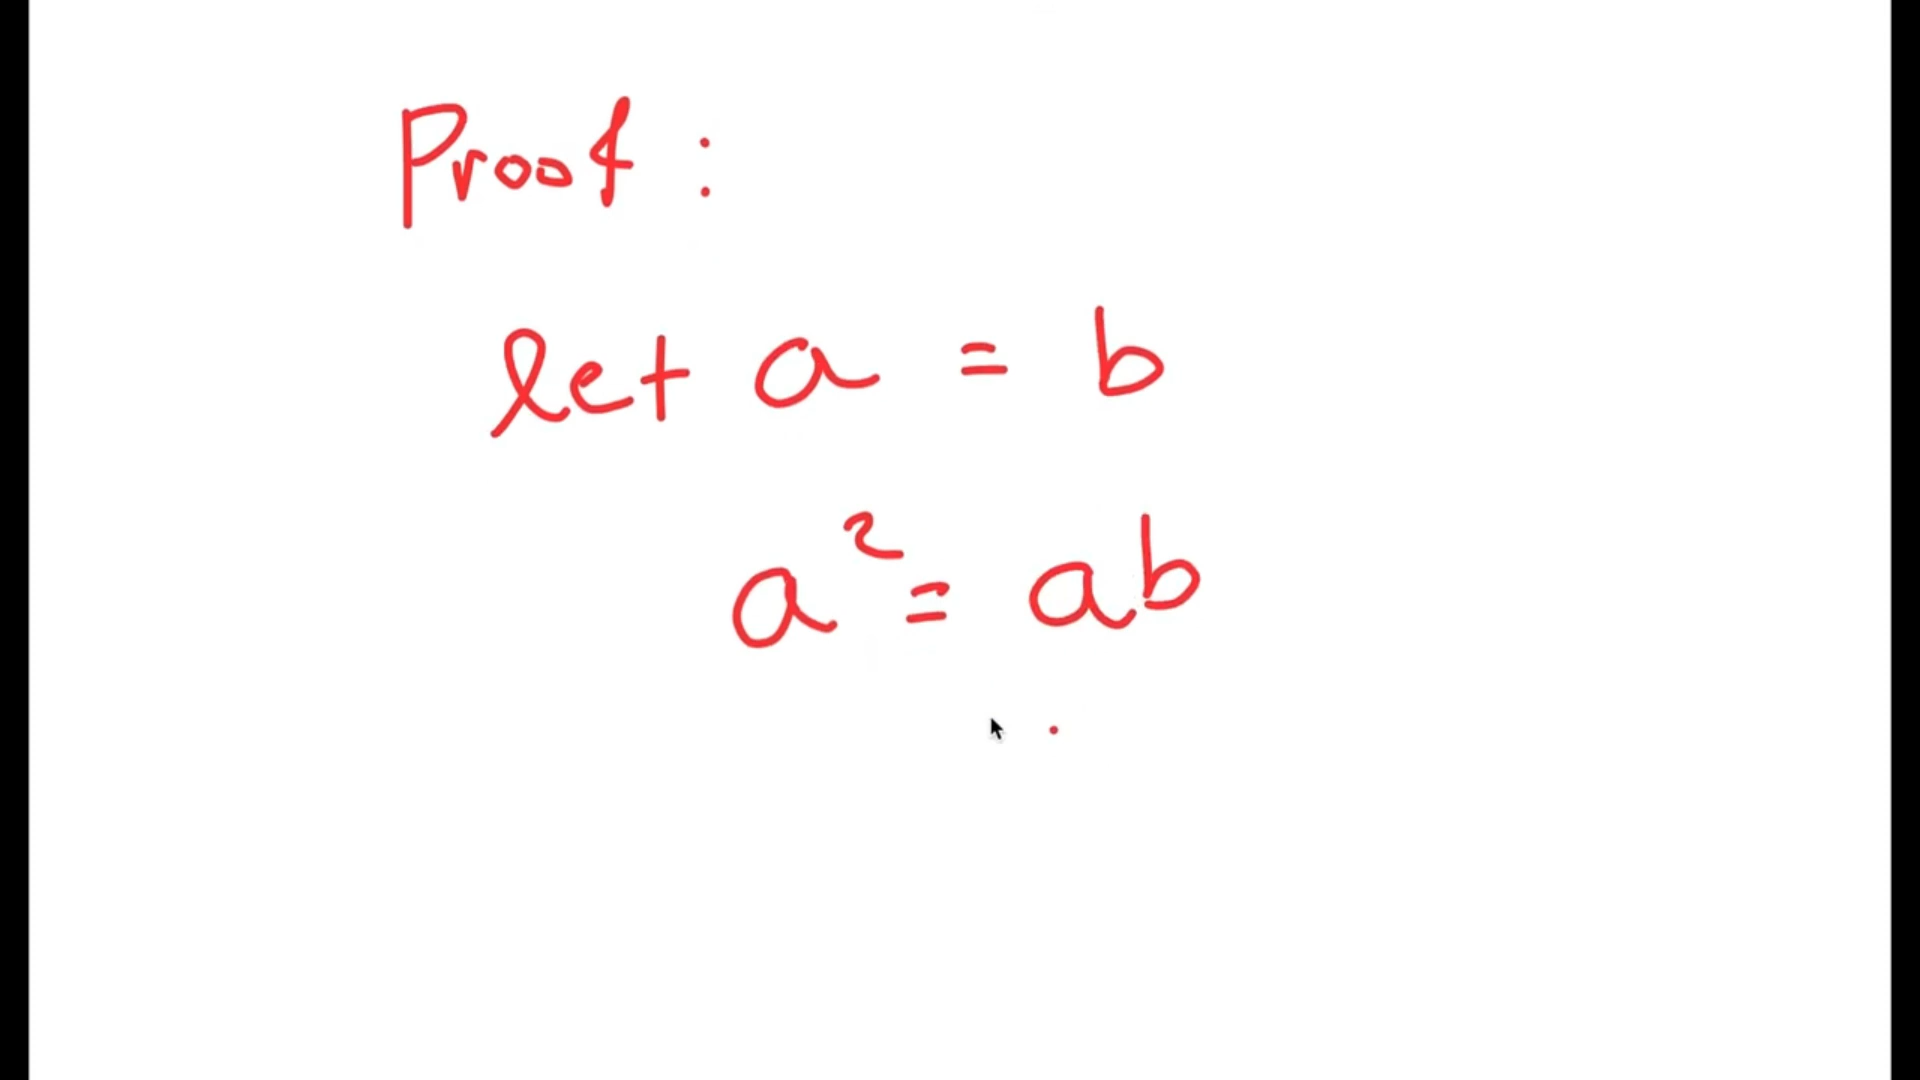 Proof :
let a = b
a² = ab